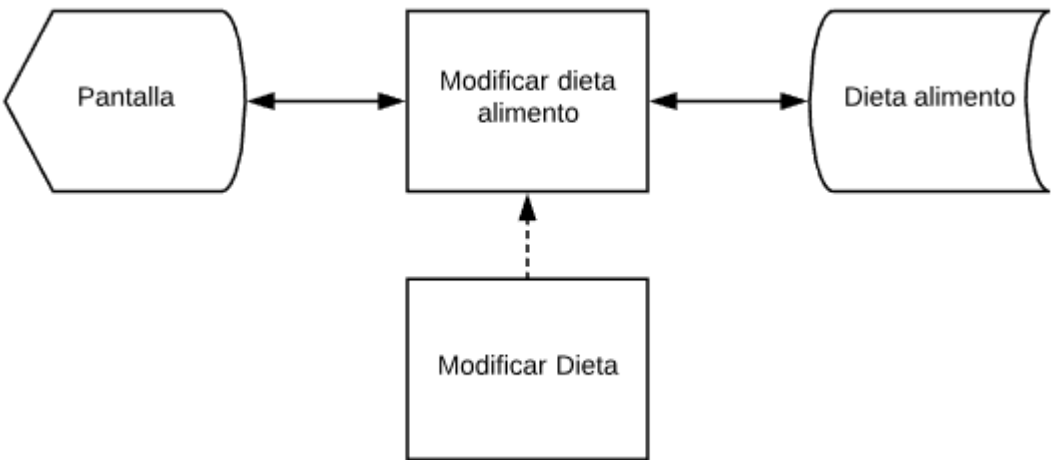 Pantalla
Modificar dieta
alimento
Dieta alimento
Modificar Dieta